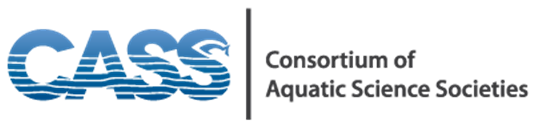 CASS
Consortium of
Aquatic Science Societies